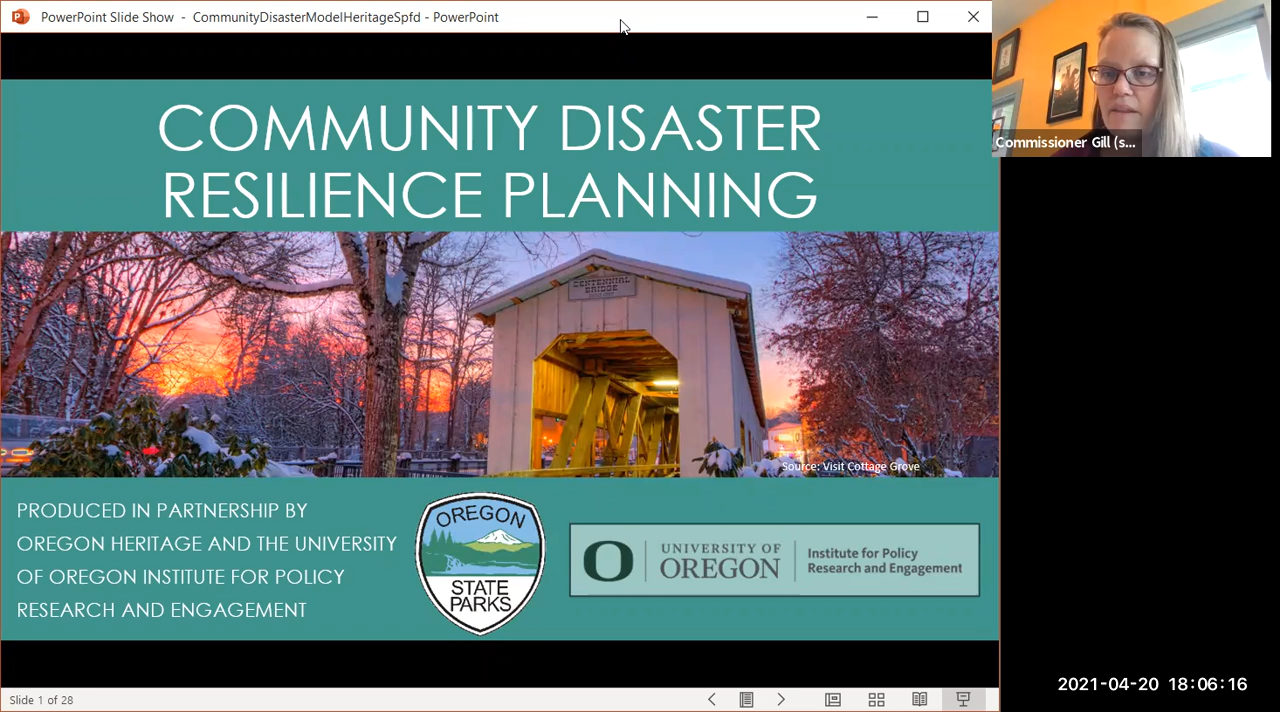 PowerPoint Slide Show - CommunityDisasterModelHeritageSpfd - PowerPoint
Commissioner Gill (s...
COMMUNITY DISASTER
RESILIENCE PLANNING
CENTENNIAL
BRIDGE
Source: Visit Cottage Grove
PRODUCED IN PARTNERSHIP BY
OREGON HERITAGE AND THE UNIVERSITY
OF OREGON INSTITUTE FOR POLICY
RESEARCH AND ENGAGEMENT
OREGON
STATE
PARKS
UNIVERSITY OF
OREGON
Institute for Policy
Research and Engagement
2021-04-20 18:06:16
Slide 1 of 28